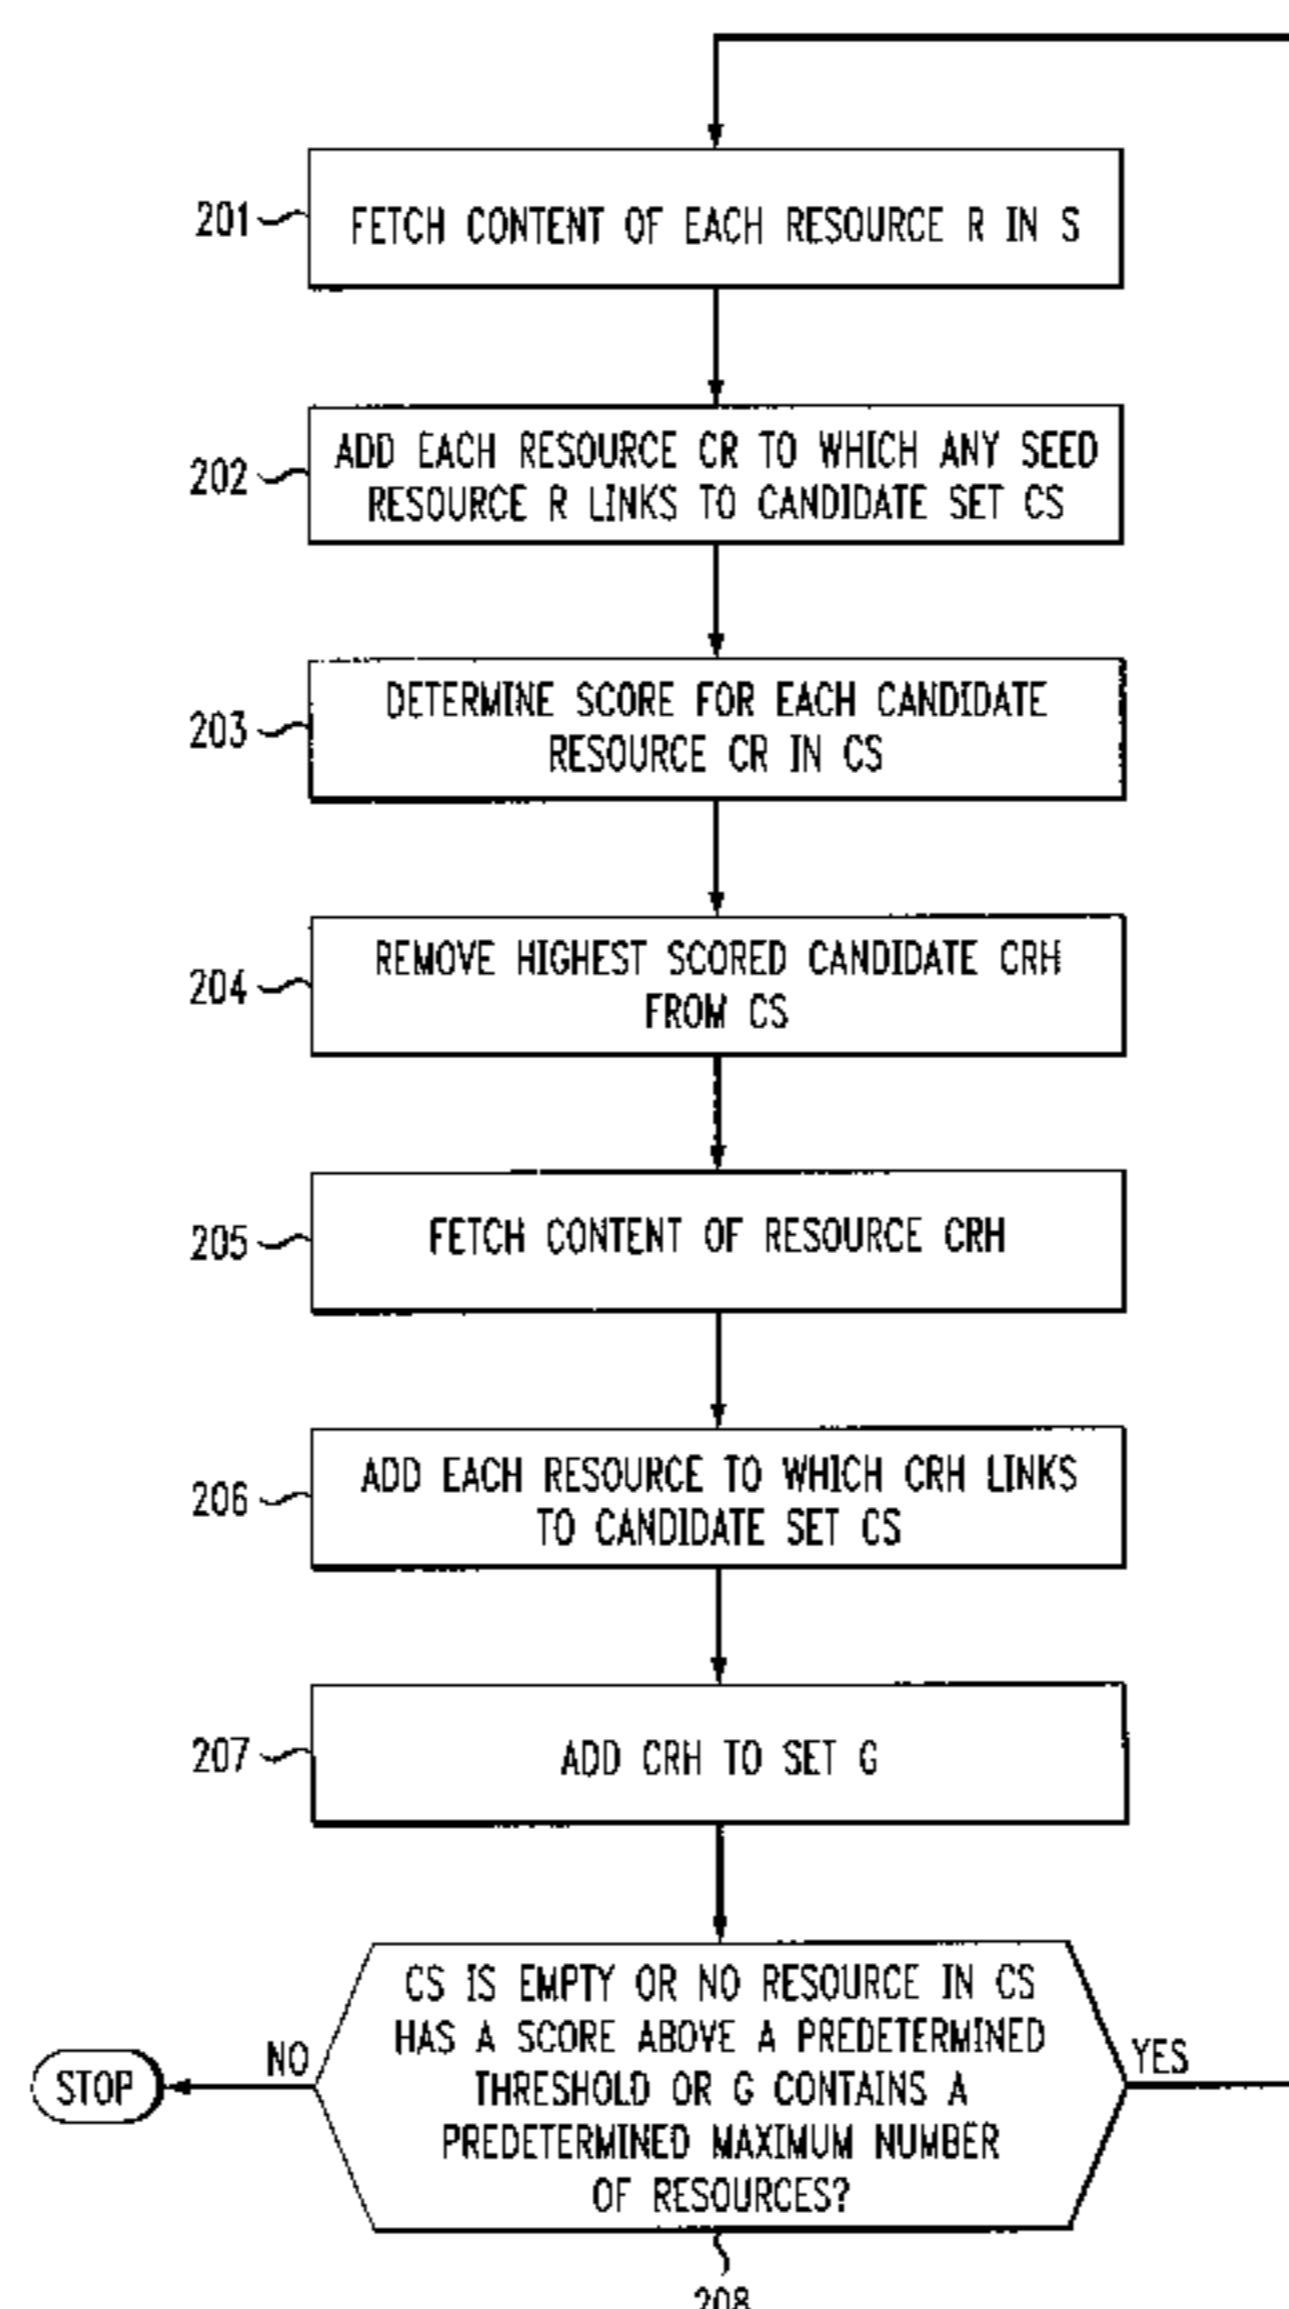 201
FETCH CONTENT OF EACH RESOURCE R IN S
202
ADD EACH RESOURCE CR TO WHICH ANY SEED
RESOURCE R LINKS TO CANDIDATE SET CS
203
DETERMINE SCORE FOR EACH CANDIDATE
RESOURCE CR IN CS
204
REMOVE HIGHEST SCORED CANDIDATE CRH
FROM CS
205
FETCH CONTENT OF RESOURCE CRH
206
ADD EACH RESOURCE TO WHICH CRH LINKS
TO CANDIDATE SET CS
207
ADD CRH TO SET G
CS IS EMPTY OR NO RESOURCE IN CS
HAS A SCORE ABOVE A PREDETERMINED
THRESHOLD OR G CONTAINS A
PREDETERMINED MAXIMUM NUMBER
OF RESOURCES?
NO
STOP
YES
208